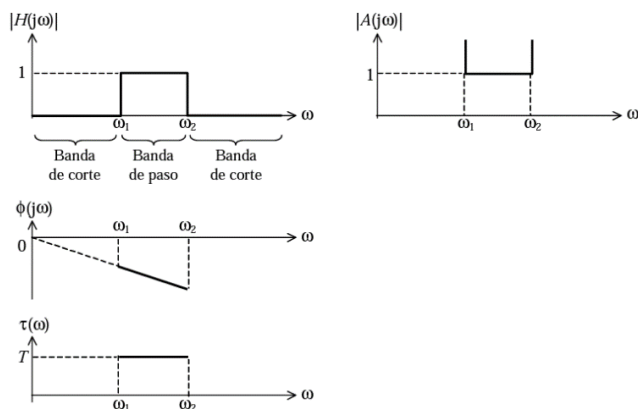 |H(jω)|
1
ω₁ ω₂ ω
Banda de corte
Banda de paso
Banda de corte
|A(jω)|
1
ω₁ ω₂ ω
ϕ(jω)
0
ω₁ ω₂ ω
τ(ω)
T
ω₁ ω₂ ω